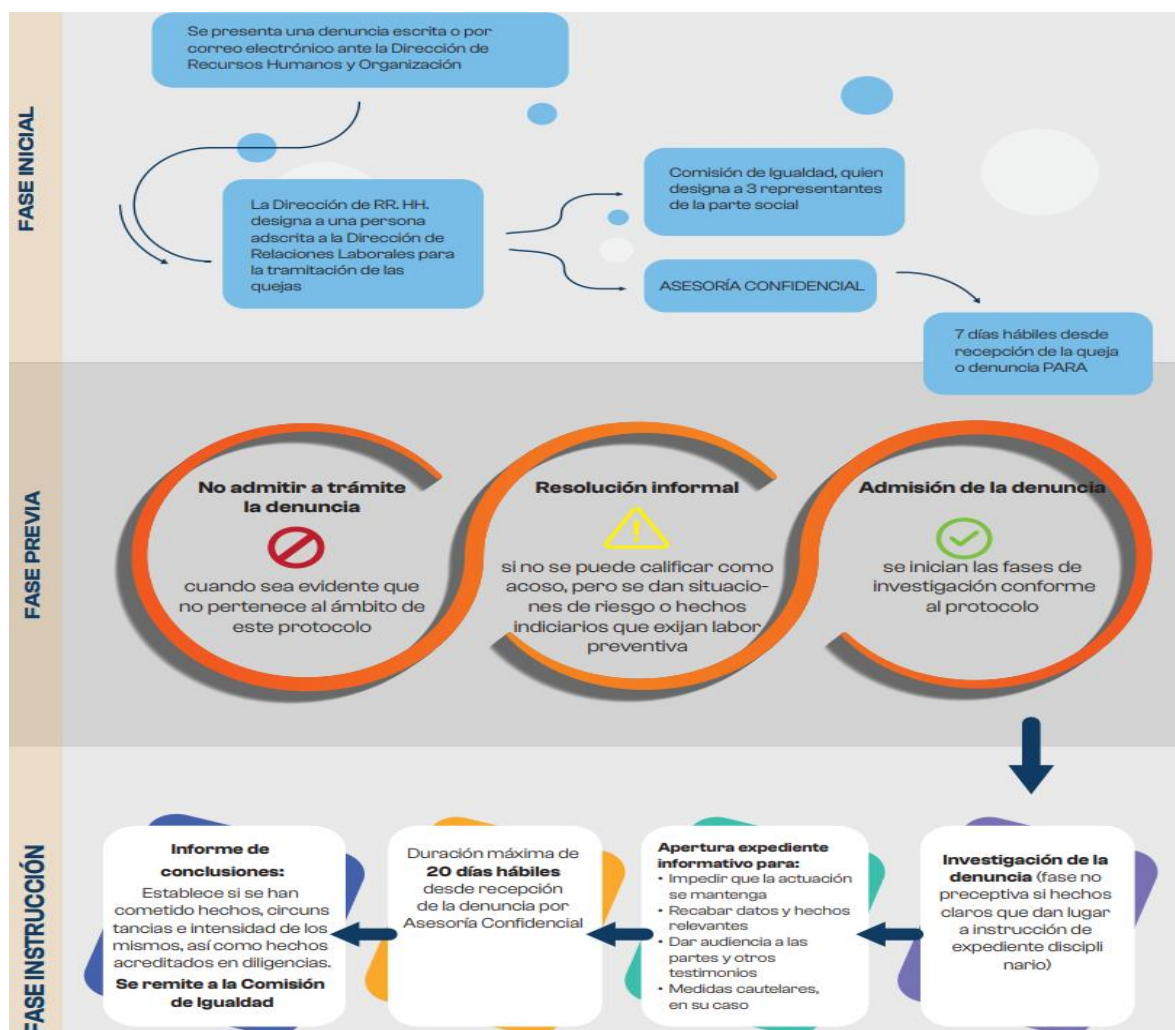 FASE INICIAL
Se presenta una denuncia escrita o por
correo electrónico ante la Dirección de
Recursos Humanos y Organización
La Dirección de RR. HH.
designa a una persona
adscrita a la Dirección de
Relaciones Laborales para
la tramitación de las
quejas
Comisión de Igualdad, quien
designa a 3 representantes
de la parte social
ASESORÍA CONFIDENCIAL
7 días hábiles desde
recepción de la queja
o denuncia PARA
FASE PREVIA
No admitir a trámite
la denuncia
cuando sea evidente que
no pertenece al ámbito de
este protocolo
Resolución informal
si no se puede calificar como
acoso, pero se dan situacio-
nes de riesgo o hechos
indiciarios que exijan labor
preventiva
Admisión de la denuncia
se inician las fases de
investigación conforme
al protocolo
FASE INSTRUCCIÓN
Informe de
conclusiones:
Establece si se han
cometido hechos, circuns
tancias e intensidad de los
mismos, así como hechos
acreditados en diligencias.
Se remite a la Comisión
de Igualdad
Duración máxima de
20 días hábiles
desde recepción
de la denuncia por
Asesoría Confidencial
Apertura expediente
informativo para:
• Impedir que la actuación
se mantenga
• Recabar datos y hechos
relevantes
• Dar audiencia a las
partes y otros
testimonios
• Medidas cautelares,
en su caso
Investigación de la
denuncia (fase no
preceptiva si hechos
claros que dan lugar
a instrucción de
expediente discipli
nario)